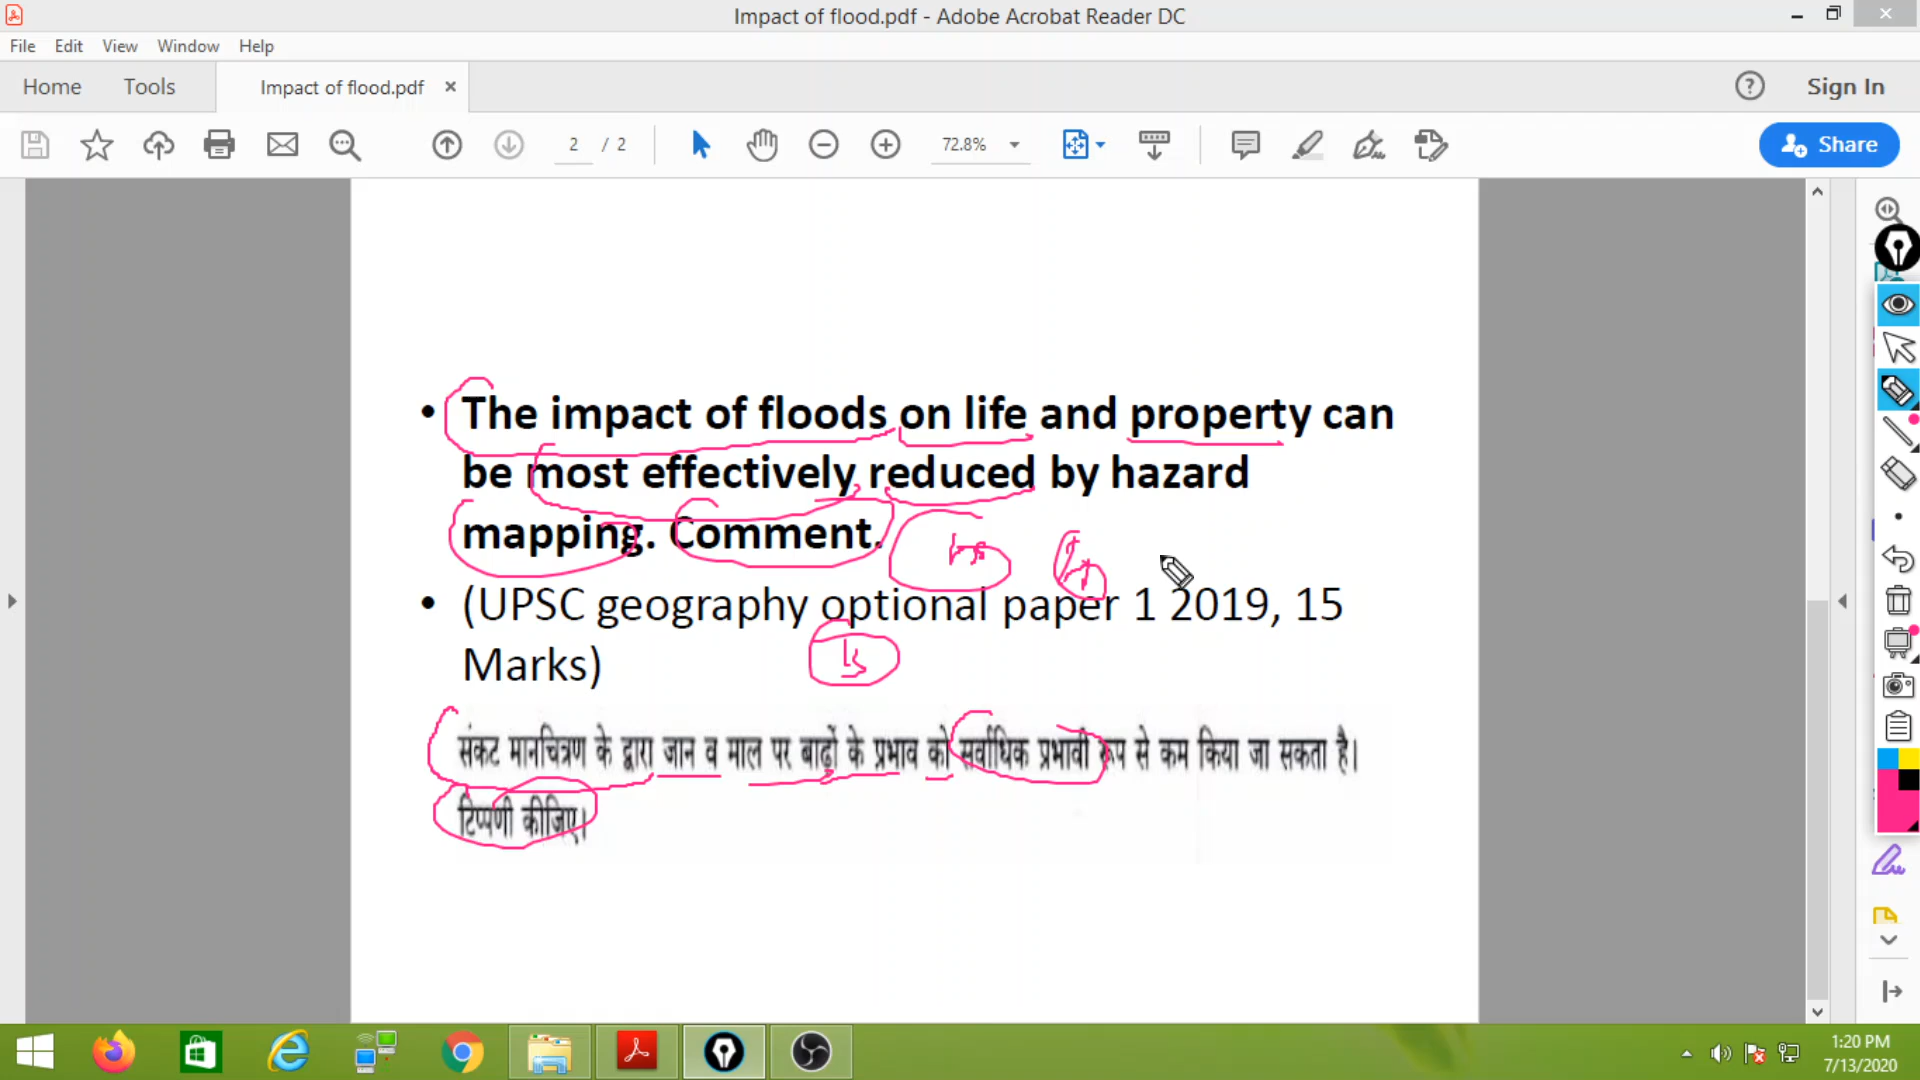 Impact of flood.pdf - Adobe Acrobat Reader DC
File Edit View Window Help
Home Tools Impact of flood.pdf × Sign In
2 / 2 72.8% Share
• The impact of floods on life and property can
be most effectively reduced by hazard
mapping. Comment.
• (UPSC geography optional paper 1 2019, 15
Marks)
संकट मानचित्रण के द्वारा जान व माल पर बाढ़ों के प्रभाव को सर्वाधिक प्रभावी रूप से कम किया जा सकता है।
टिप्पणी कीजिए।
1:20 PM
7/13/2020